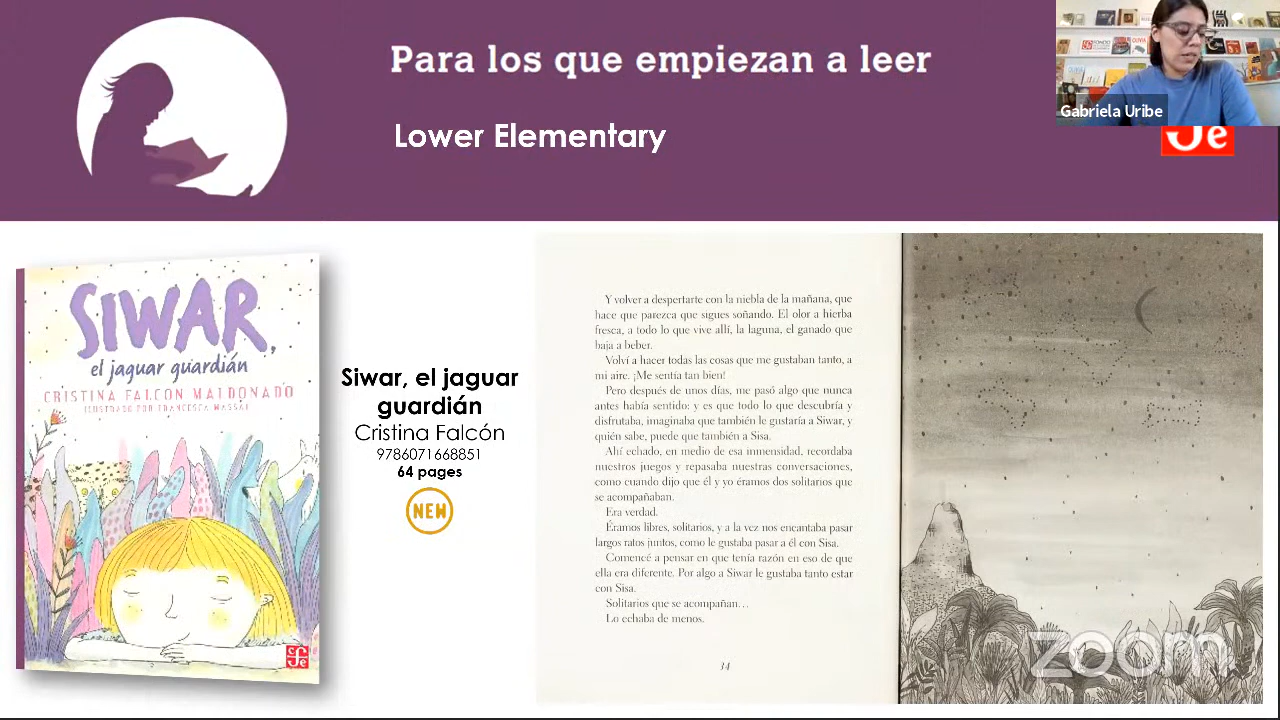 Para los que empiezan a leer
Lower Elementary
Gabriela Uribe
fe
SIWAR,
el jaguar guardián
CRISTINA FALCÓN MALDONADO
ILUSTRADO POR FRANCESCA MASSAI
fce
Siwar, el jaguar
guardián
Cristina Falcón
9786071668851
64 pages
NEW
Y volver a despertarte con la niebla de la mañana, que
hace que parezca que sigues soñando. El olor a hierba
fresca, a todo lo que vive allí, la laguna, el ganado que
baja a beber.
Volví a hacer todas las cosas que me gustaban tanto, a
mi aire. ¡Me sentía tan bien!
Pero después de unos días, me pasó algo que nunca
antes había sentido: y es que todo lo que descubría y
disfrutaba, imaginaba que también le gustaría a Siwar, y
quién sabe, puede que también a Sisa.
Ahí echado, en medio de esa inmensidad, recordaba
nuestros juegos y repasaba nuestras conversaciones,
como cuando dijo que él y yo éramos dos solitarios que
se acompañaban.
Era verdad.
Éramos libres, solitarios, y a la vez nos encantaba pasar
largos ratos juntos, como le gustaba pasar a él con Sisa.
Comencé a pensar en que tenía razón en eso de que
ella era diferente. Por algo a Siwar le gustaba tanto estar
con Sisa.
Solitarios que se acompañan…
Lo echaba de menos.
34
zoom